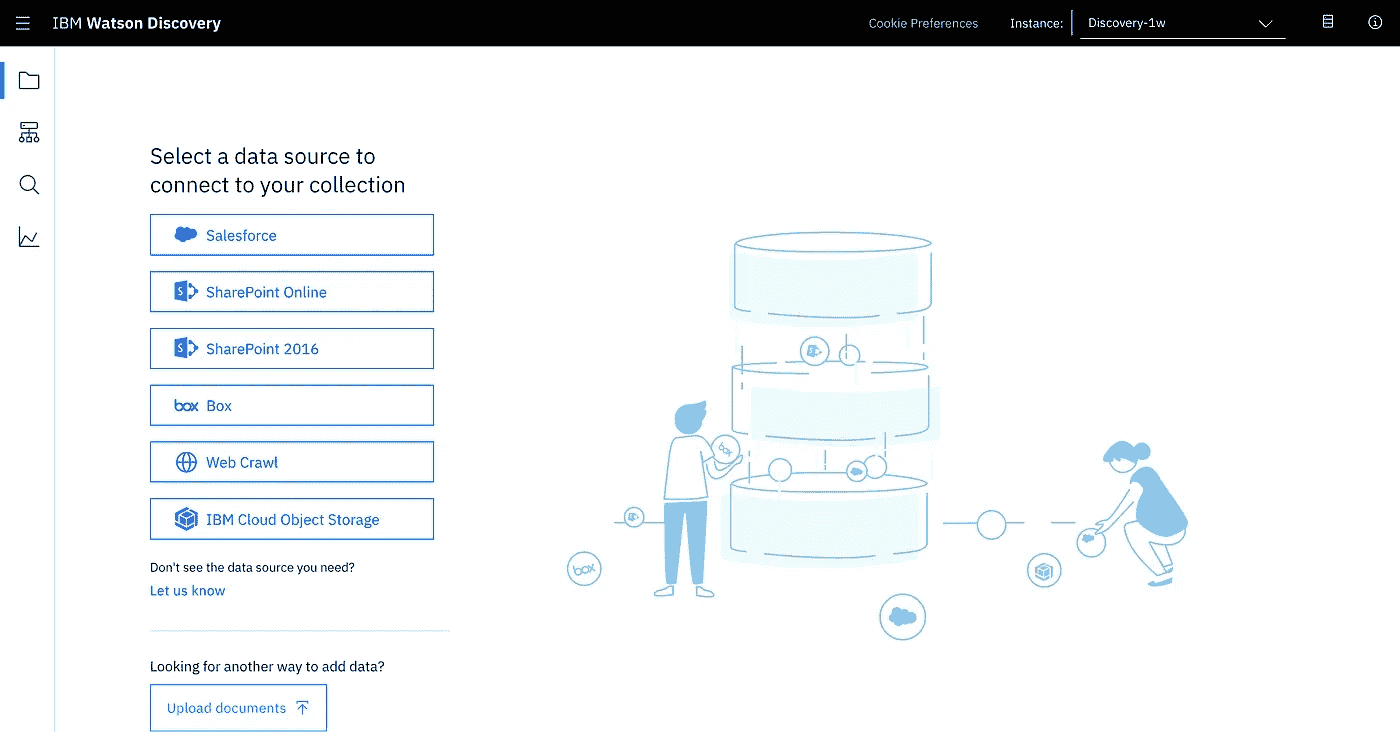 IBM Watson Discovery
Cookie Preferences
Instance:
Discovery-1w
Select a data source to
connect to your collection
Salesforce
SharePoint Online
SharePoint 2016
box Box
Web Crawl
IBM Cloud Object Storage
Don't see the data source you need?
Let us know
Looking for another way to add data?
Upload documents
box
box